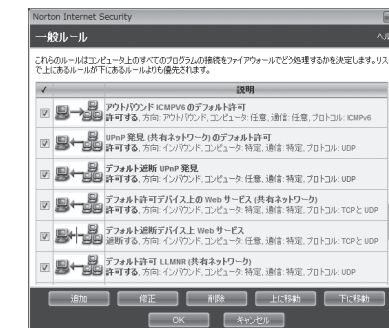 Norton Internet Security
一般ルール
ヘル
これらのルールはコンピュータ上のすべてのプログラムの接続をファイアウォールでどう処理するかを決定します。リス
で上にあるルールが下にあるルールよりも優先されます。
説明
アウトバウンド ICMPV6 のデフォルト許可
許可する, 方向: アウトバウンド, コンピュータ: 任意, 通信: 任意, プロトコル: ICMPv6
UPnP 発見 (共有ネットワーク) のデフォルト許可
許可する, 方向: インバウンド, コンピュータ: 特定, 通信: 特定, プロトコル: UDP
デフォルト遮断 UPnP 発見
許可する, 方向: インバウンド, コンピュータ: 任意, 通信: 特定, プロトコル: UDP
デフォルト許可デバイス上の Web サービス (共有ネットワーク)
許可する, 方向: インバウンド, コンピュータ: 特定, 通信: 特定, プロトコル: TCPと UDP
デフォルト遮断デバイス上 Web サービス
遮断する, 方向: インバウンド, コンピュータ: 任意, 通信: 特定, プロトコル: TCPと UDP
デフォルト許可 LLMNR (共有ネットワーク)
許可する, 方向: インバウンド, コンピュータ: 特定, 通信: 特定, プロトコル: UDP
追加 修正 削除 上に移動 下に移動
OK キャンセル